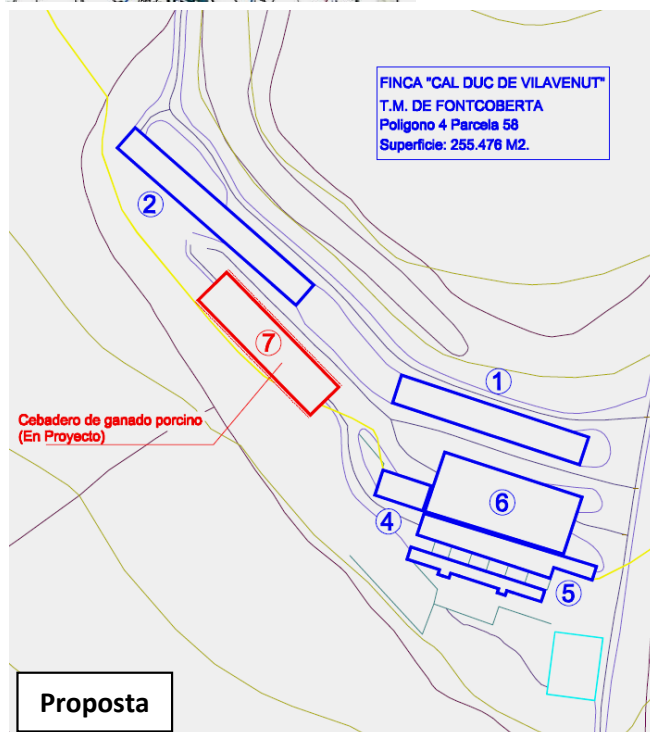 FINCA "CAL DUC DE VILAVENUT"
T.M. DE FONTCOBERTA
Poligono 4 Parcela 58
Superficie: 255.476 M2.
2
7
1
Cebadero de ganado porcino
(En Proyecto)
6
4
5
Proposta